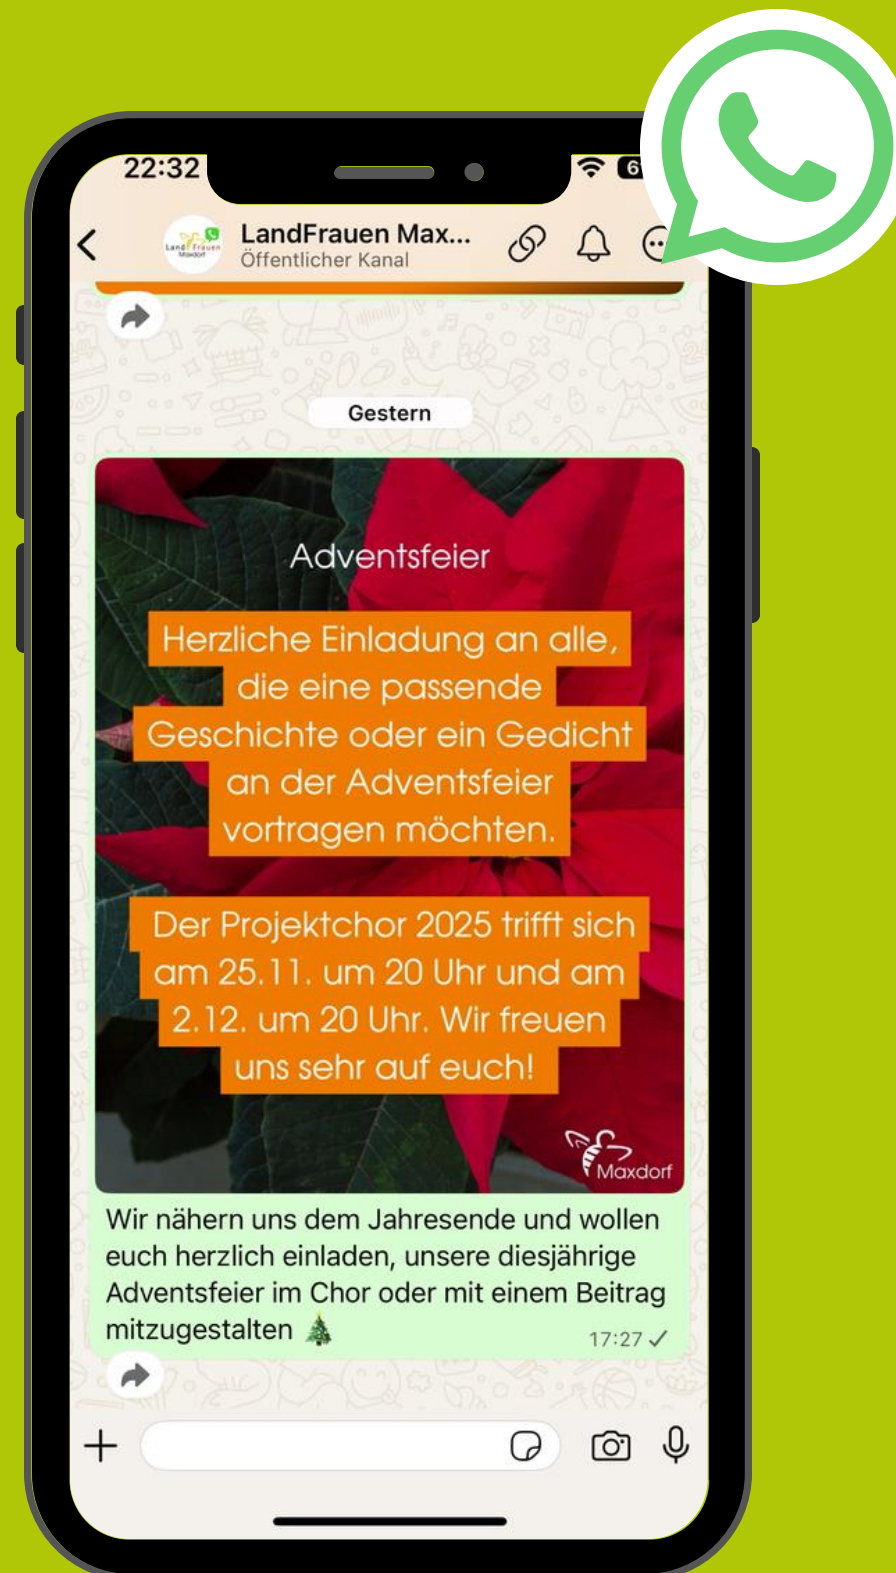 22:32
LandFrauen Max...
Öffentlicher Kanal
Land Frauen
Maxdorf
Gestern
Adventsfeier
Herzliche Einladung an alle,
die eine passende
Geschichte oder ein Gedicht
an der Adventsfeier
vortragen möchten.
Der Projektchor 2025 trifft sich
am 25.11. um 20 Uhr und am
2.12. um 20 Uhr. Wir freuen
uns sehr auf euch!
Maxdorf
Wir nähern uns dem Jahresende und wollen
euch herzlich einladen, unsere diesjährige
Adventsfeier im Chor oder mit einem Beitrag
mitzugestalten 🎄
17:27